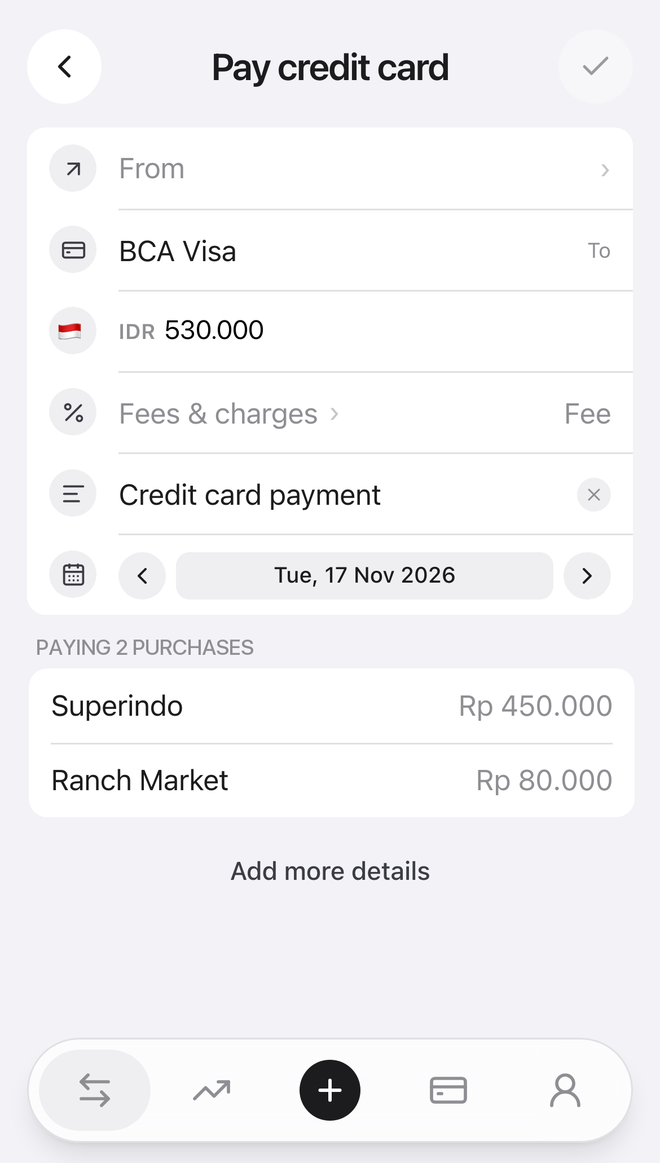 Pay credit card
From
BCA Visa To
IDR 530.000
Fees & charges Fee
Credit card payment
Tue, 17 Nov 2026
PAYING 2 PURCHASES
Superindo Rp 450.000
Ranch Market Rp 80.000
Add more details